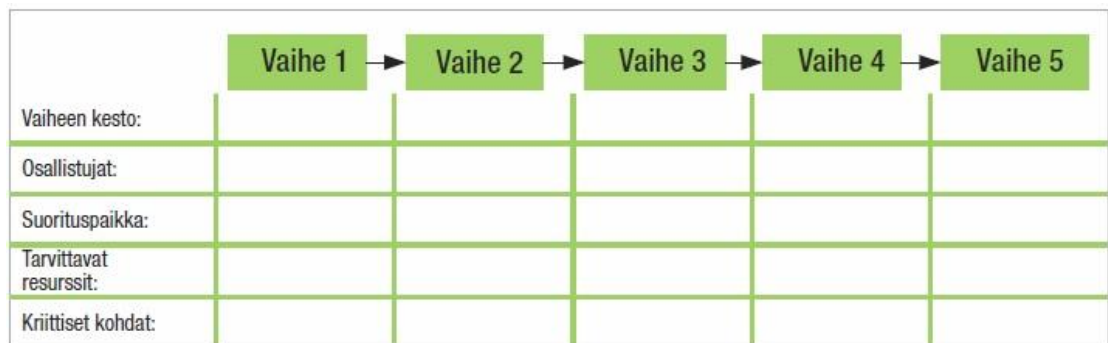 Vaihe 1 Vaihe 2 Vaihe 3 Vaihe 4 Vaihe 5
Vaiheen kesto:
Osallistujat:
Suorituspaikka:
Tarvittavat
resurssit:
Kriittiset kohdat: